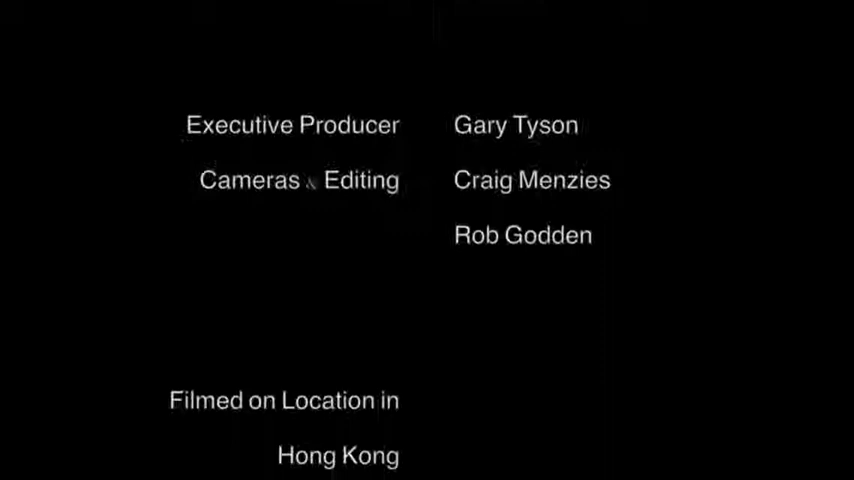 Executive Producer Gary Tyson
Cameras & Editing Craig Menzies
Rob Godden
Filmed on Location in
Hong Kong